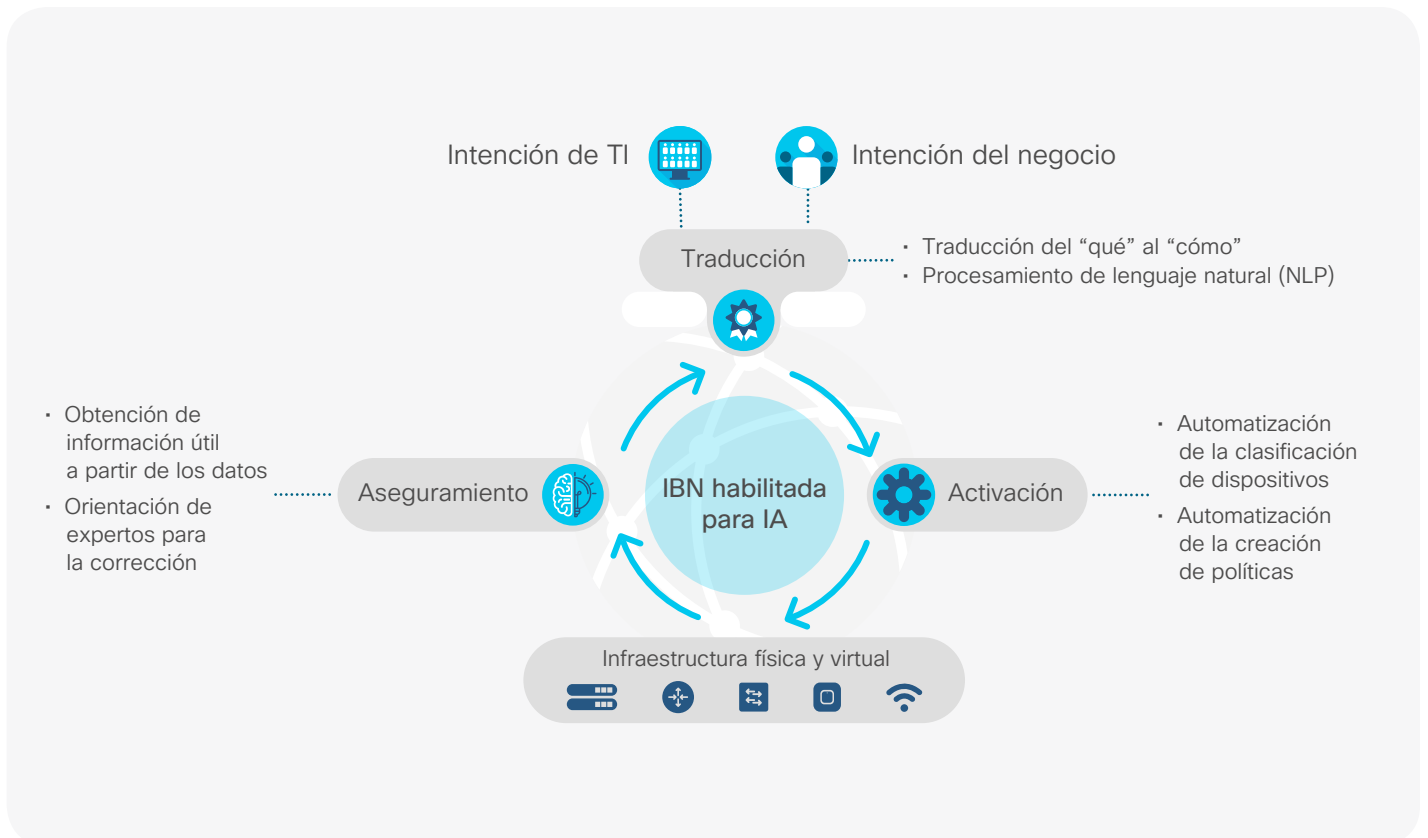 Intención de TI
Intención del negocio
Traducción
· Traducción del “qué” al “cómo”
· Procesamiento de lenguaje natural (NLP)
· Obtención de
información útil
a partir de los datos
· Orientación de
expertos para
la corrección
Aseguramiento
IBN habilitada
para IA
Activación
· Automatización
de la clasificación
de dispositivos
· Automatización
de la creación
de políticas
Infraestructura física y virtual